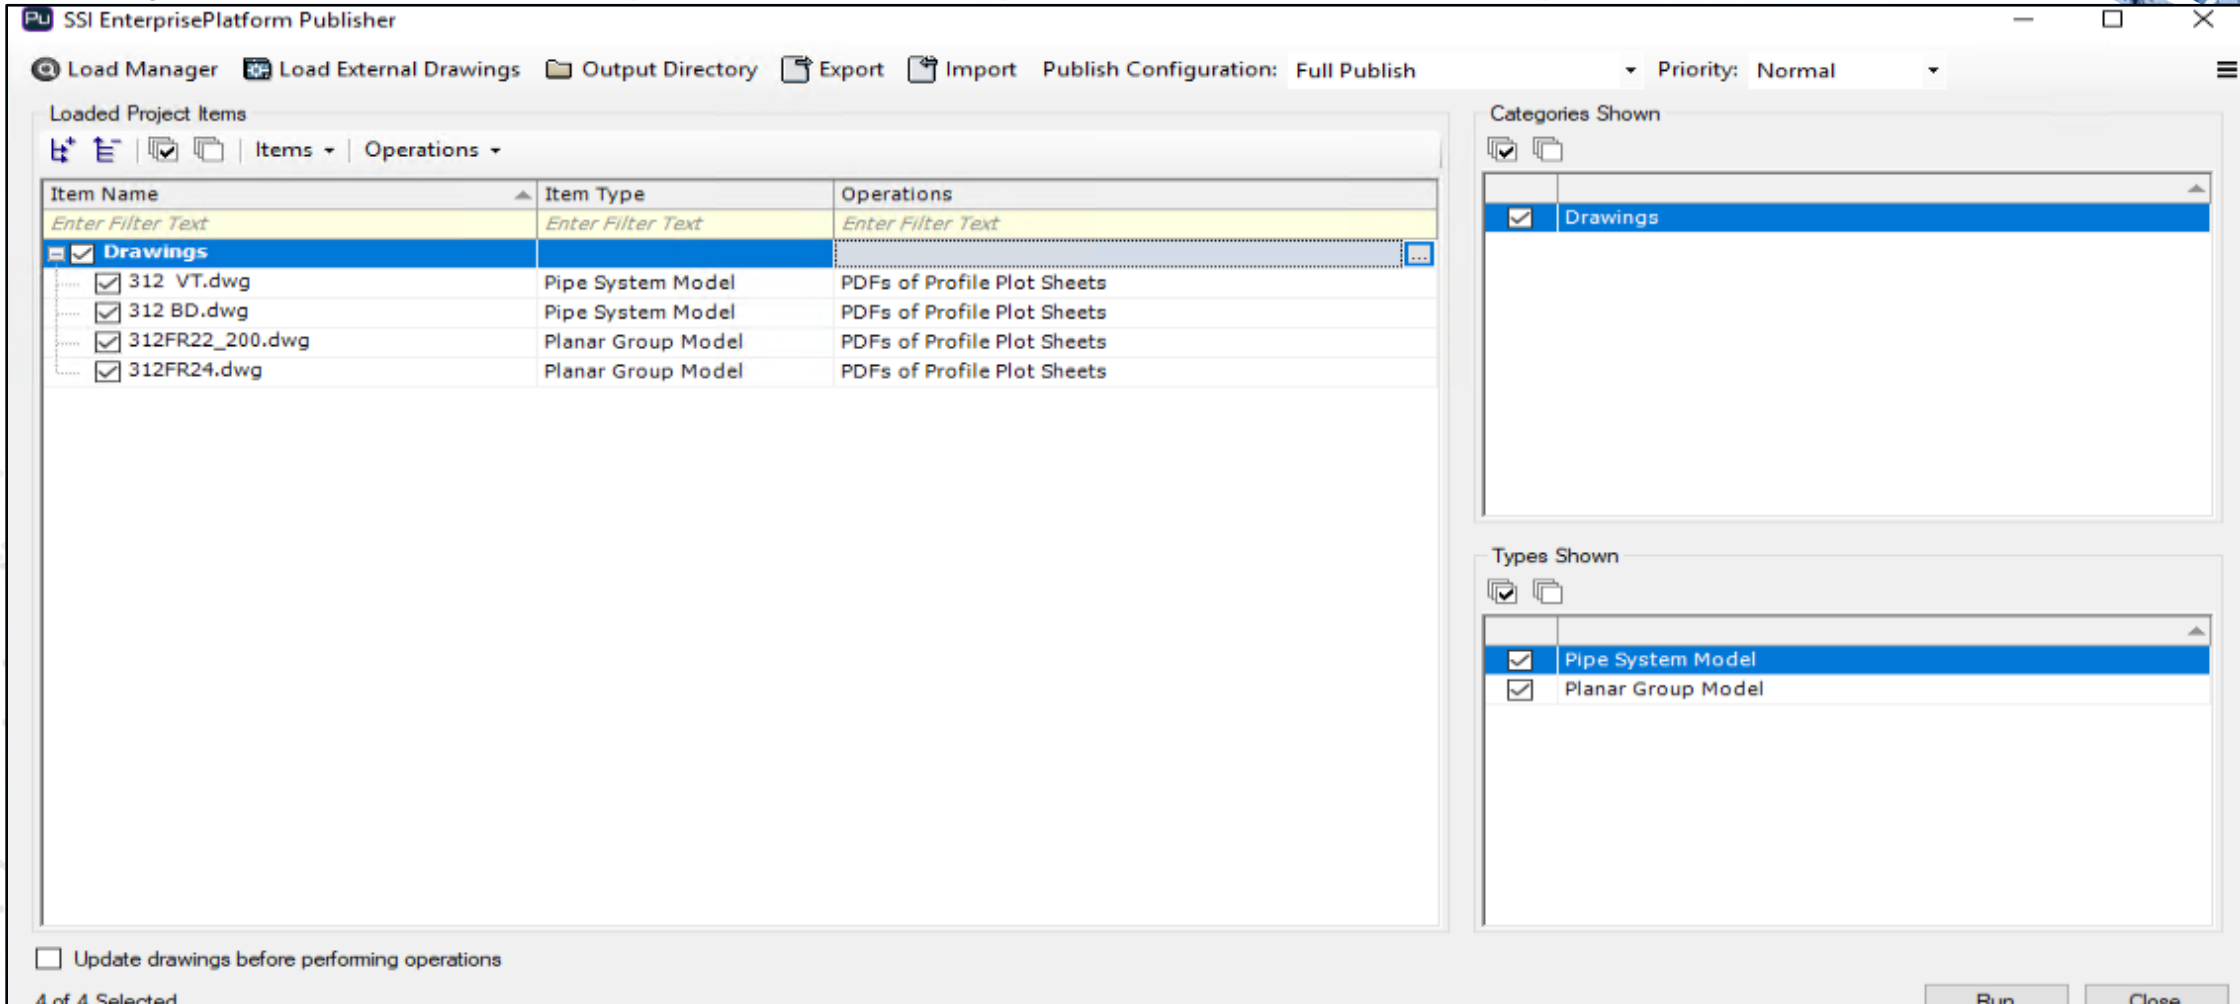 Pu SSI EnterprisePlatform Publisher
Load Manager Load External Drawings Output Directory Export Import Publish Configuration: Full Publish Priority: Normal
Loaded Project Items
Items Operations
Item Name Item Type Operations
Enter Filter Text Enter Filter Text Enter Filter Text
Drawings ...
312 VT.dwg Pipe System Model PDFs of Profile Plot Sheets
312 BD.dwg Pipe System Model PDFs of Profile Plot Sheets
312FR22_200.dwg Planar Group Model PDFs of Profile Plot Sheets
312FR24.dwg Planar Group Model PDFs of Profile Plot Sheets
Categories Shown
Drawings
Types Shown
Pipe System Model
Planar Group Model
Update drawings before performing operations
4 of 4 Selected
Run Close